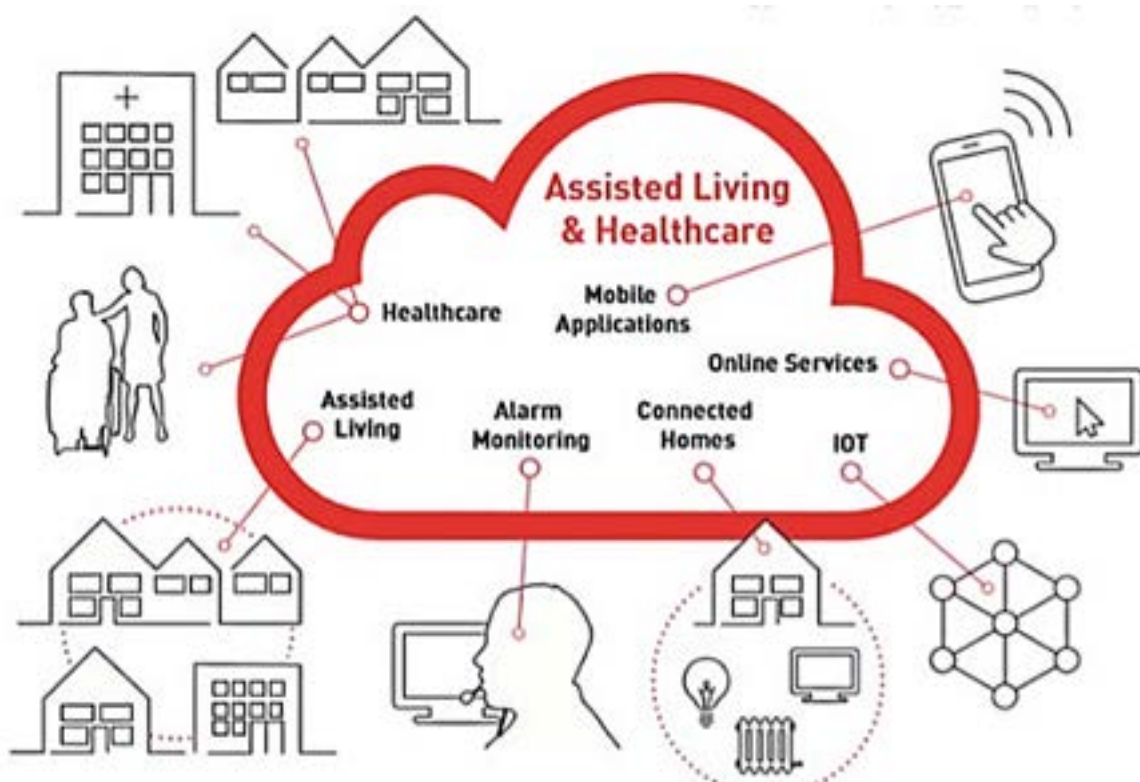 Assisted Living
& Healthcare
Healthcare
Mobile
Applications
Online Services
Assisted
Living
Alarm
Monitoring
Connected
Homes
IOT